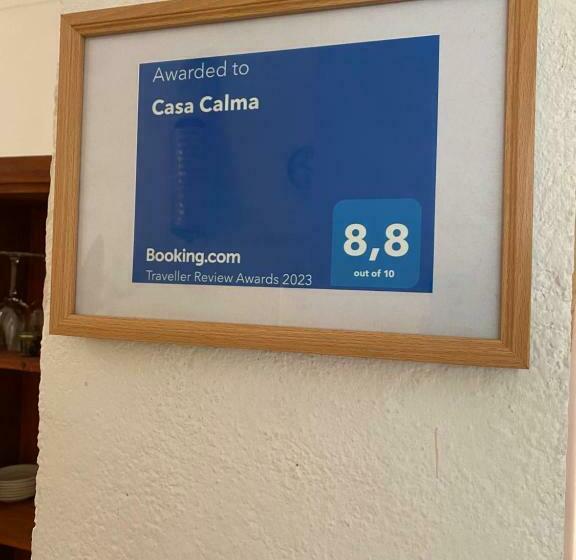 Awarded to
Casa Calma
8,8
Booking.com
out of 10
Traveller Review Awards 2023